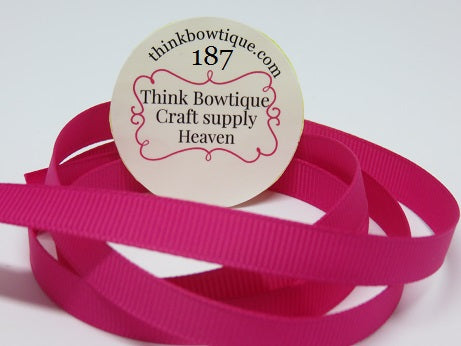 thinkbowtique.com
187
Think Bowtique
Craft supply
Heaven